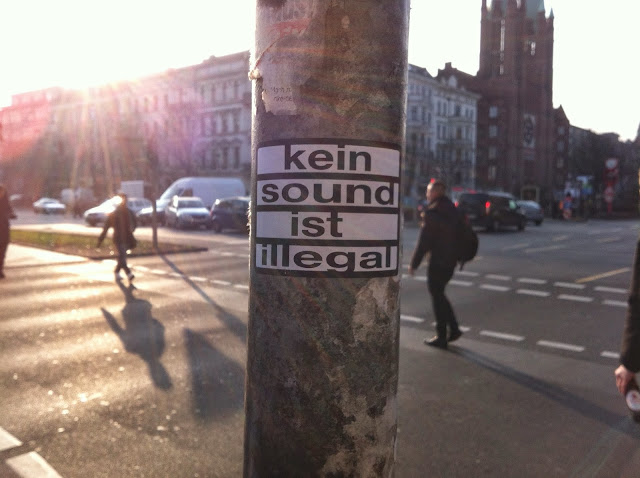 kein
sound
ist
illegal